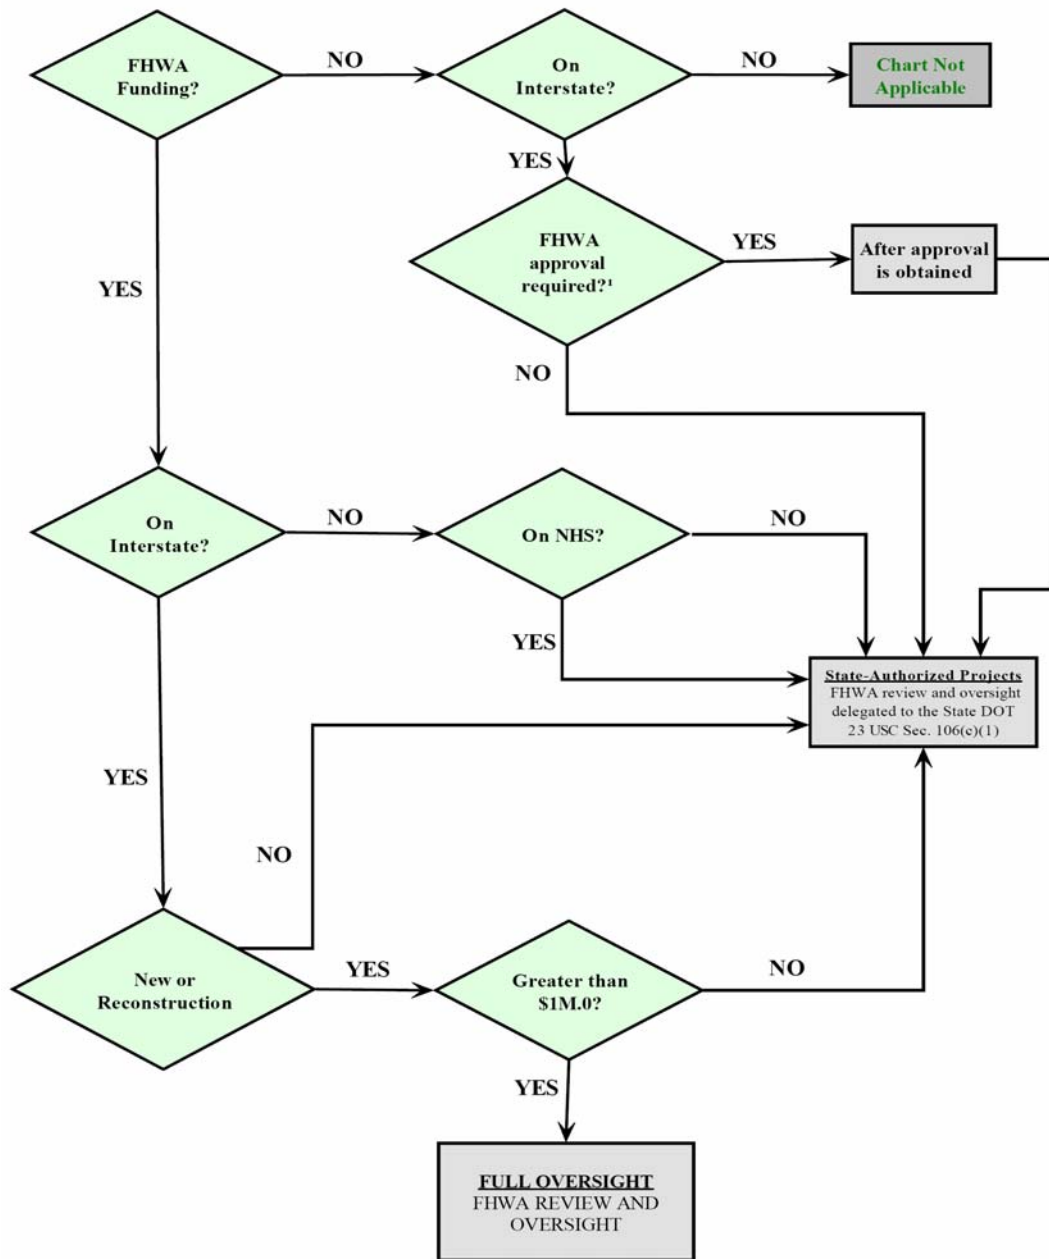 FHWA
Funding?
NO
On
Interstate?
NO
Chart Not
Applicable
YES
FHWA
approval
required?¹
YES
After approval
is obtained
YES
NO
On
Interstate?
NO
On NHS?
NO
YES
State-Authorized Projects
FHWA review and oversight
delegated to the State DOT
23 USC Sec. 106(c)(1)
YES
NO
New or
Reconstruction
YES
Greater than
$1M.0?
NO
YES
FULL OVERSIGHT
FHWA REVIEW AND
OVERSIGHT